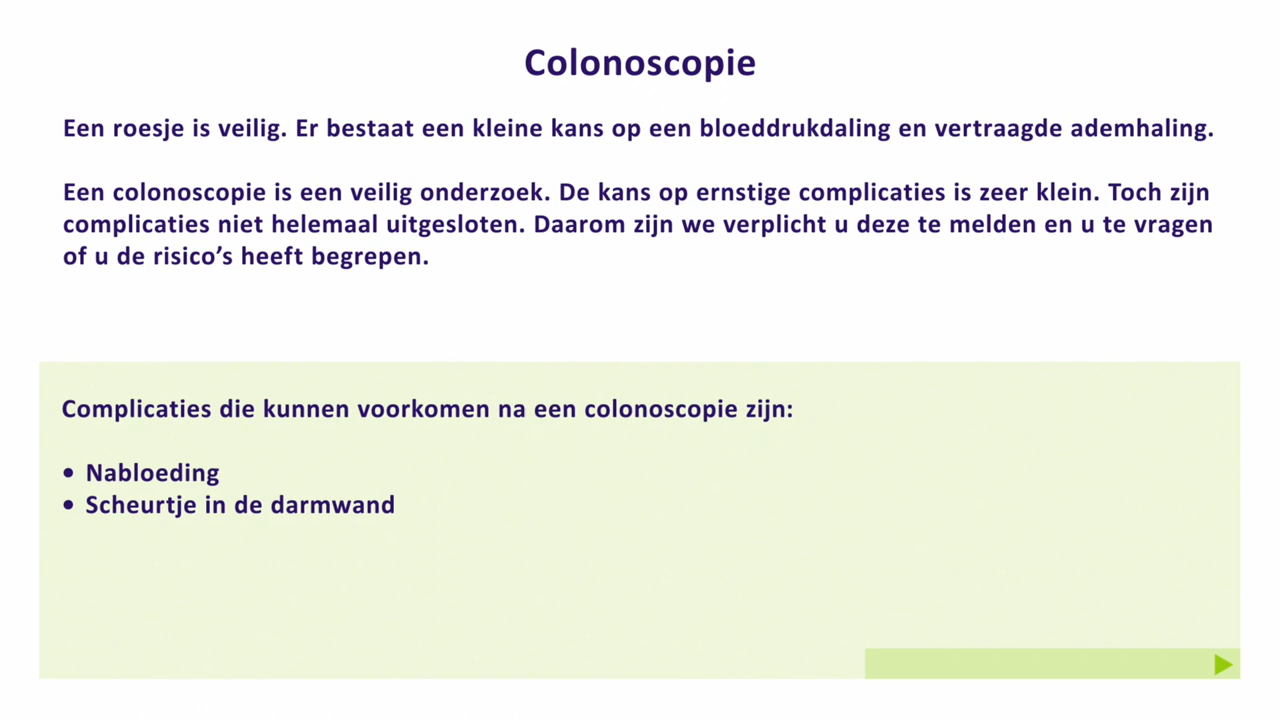 Colonoscopie
Een roesje is veilig. Er bestaat een kleine kans op een bloeddrukdaling en vertraagde ademhaling.
Een colonoscopie is een veilig onderzoek. De kans op ernstige complicaties is zeer klein. Toch zijn
complicaties niet helemaal uitgesloten. Daarom zijn we verplicht u deze te melden en u te vragen
of u de risico’s heeft begrepen.
Complicaties die kunnen voorkomen na een colonoscopie zijn:
• Nabloeding
• Scheurtje in de darmwand